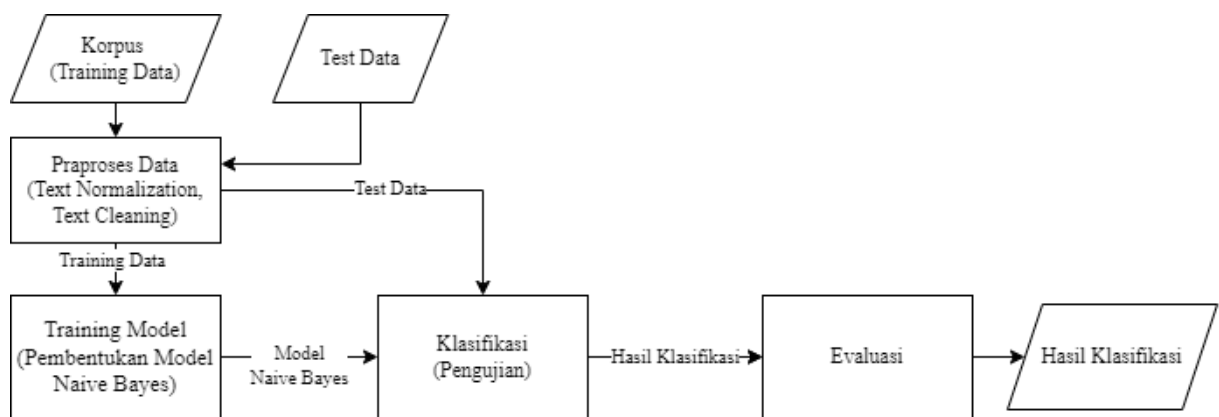 Korpus
(Training Data)
Test Data
Praproses Data
(Text Normalization,
Text Cleaning)
Test Data
Training Data
Training Model
(Pembentukan Model
Naive Bayes)
Model
Naive Bayes
Klasifikasi
(Pengujian)
Hasil Klasifikasi
Evaluasi
Hasil Klasifikasi